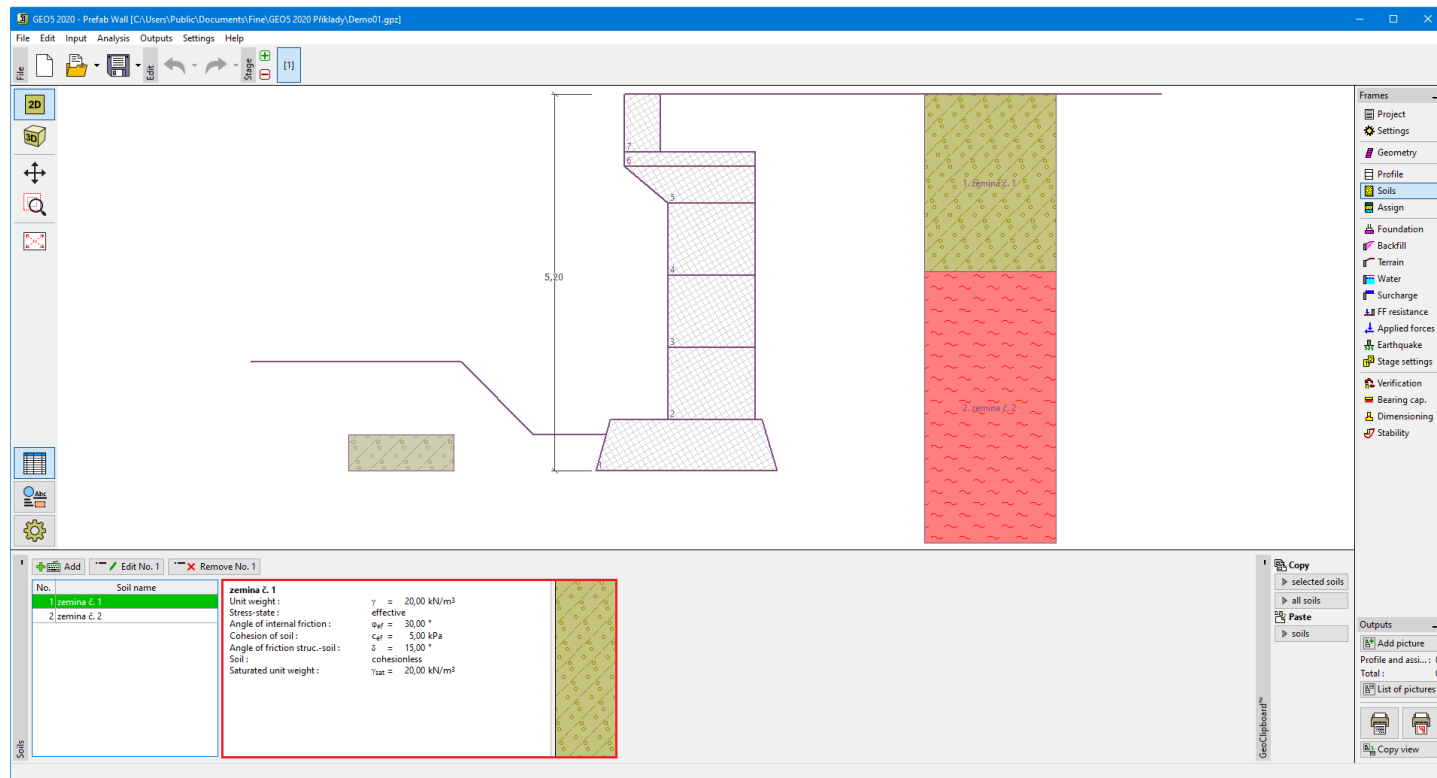 GEO5 2020 - Prefab Wall [C:\Users\Public\Documents\Fine\GEO5 2020 Příklady\Demo01.gpz]
File Edit Input Analysis Outputs Settings Help
File
Edit
Stage
[1]
2D
3D
Abc
5,20
7
6
5
4
3
2
1
1. zemina č. 1
2. zemina č. 2
Frames
Project
Settings
Geometry
Profile
Soils
Assign
Foundation
Backfill
Terrain
Water
Surcharge
FF resistance
Applied forces
Earthquake
Stage settings
Verification
Bearing cap.
Dimensioning
Stability
Soils
Add Edit No. 1 Remove No. 1
No. Soil name
1 zemina č. 1
2 zemina č. 2
zemina č. 1
Unit weight : γ = 20,00 kN/m³
Stress-state : effective
Angle of internal friction : φef = 30,00 °
Cohesion of soil : cef = 5,00 kPa
Angle of friction struc.-soil : δ = 15,00 °
Soil : cohesionless
Saturated unit weight : γsat = 20,00 kN/m³
GeoClipboard™
Copy
selected soils
all soils
Paste
soils
Outputs
Add picture
Profile and assi... :
Total :
List of pictures
Copy view